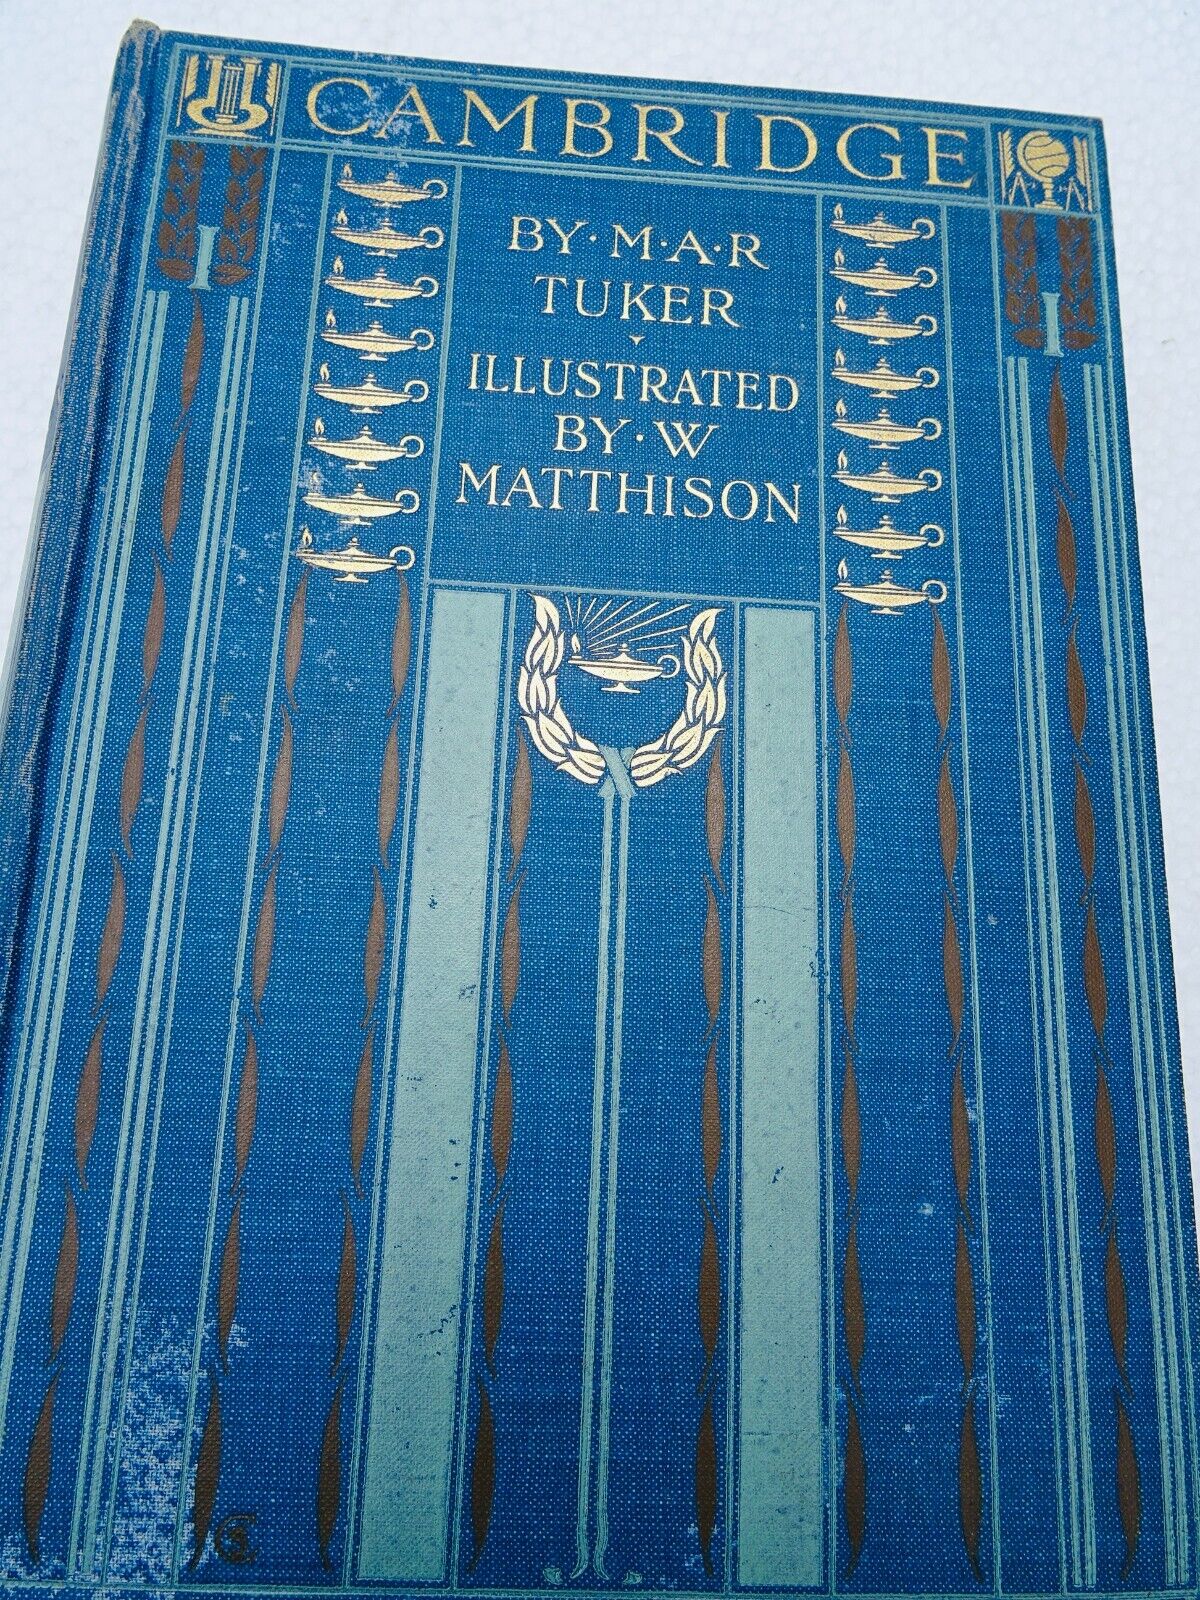 CAMBRIDGE
BY·M·A·R
TUKER
ILLUSTRATED
BY·W
MATTHISON